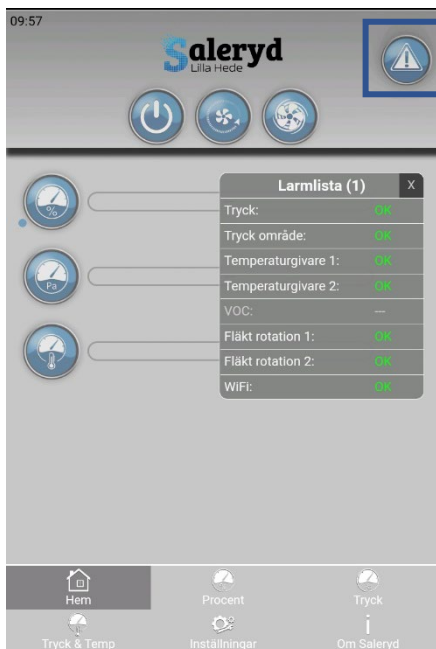 09:57
Saleryd
Lilla Hede
%
Pa
Larmlista (1) X
Tryck: OK
Tryck område: OK
Temperaturgivare 1: OK
Temperaturgivare 2: OK
VOC: ---
Fläkt rotation 1: OK
Fläkt rotation 2: OK
WiFi: OK
Hem
Procent
Tryck
Tryck & Temp
Inställningar
Om Saleryd